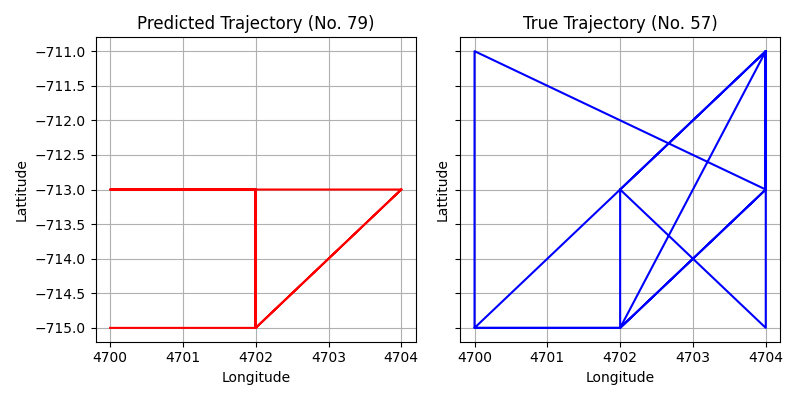 Predicted Trajectory (No. 79)
True Trajectory (No. 57)
−711.0
−711.5
−712.0
−712.5
−713.0
−713.5
−714.0
−714.5
−715.0
Lattitude
Lattitude
4700 4701 4702 4703 4704
4700 4701 4702 4703 4704
Longitude
Longitude